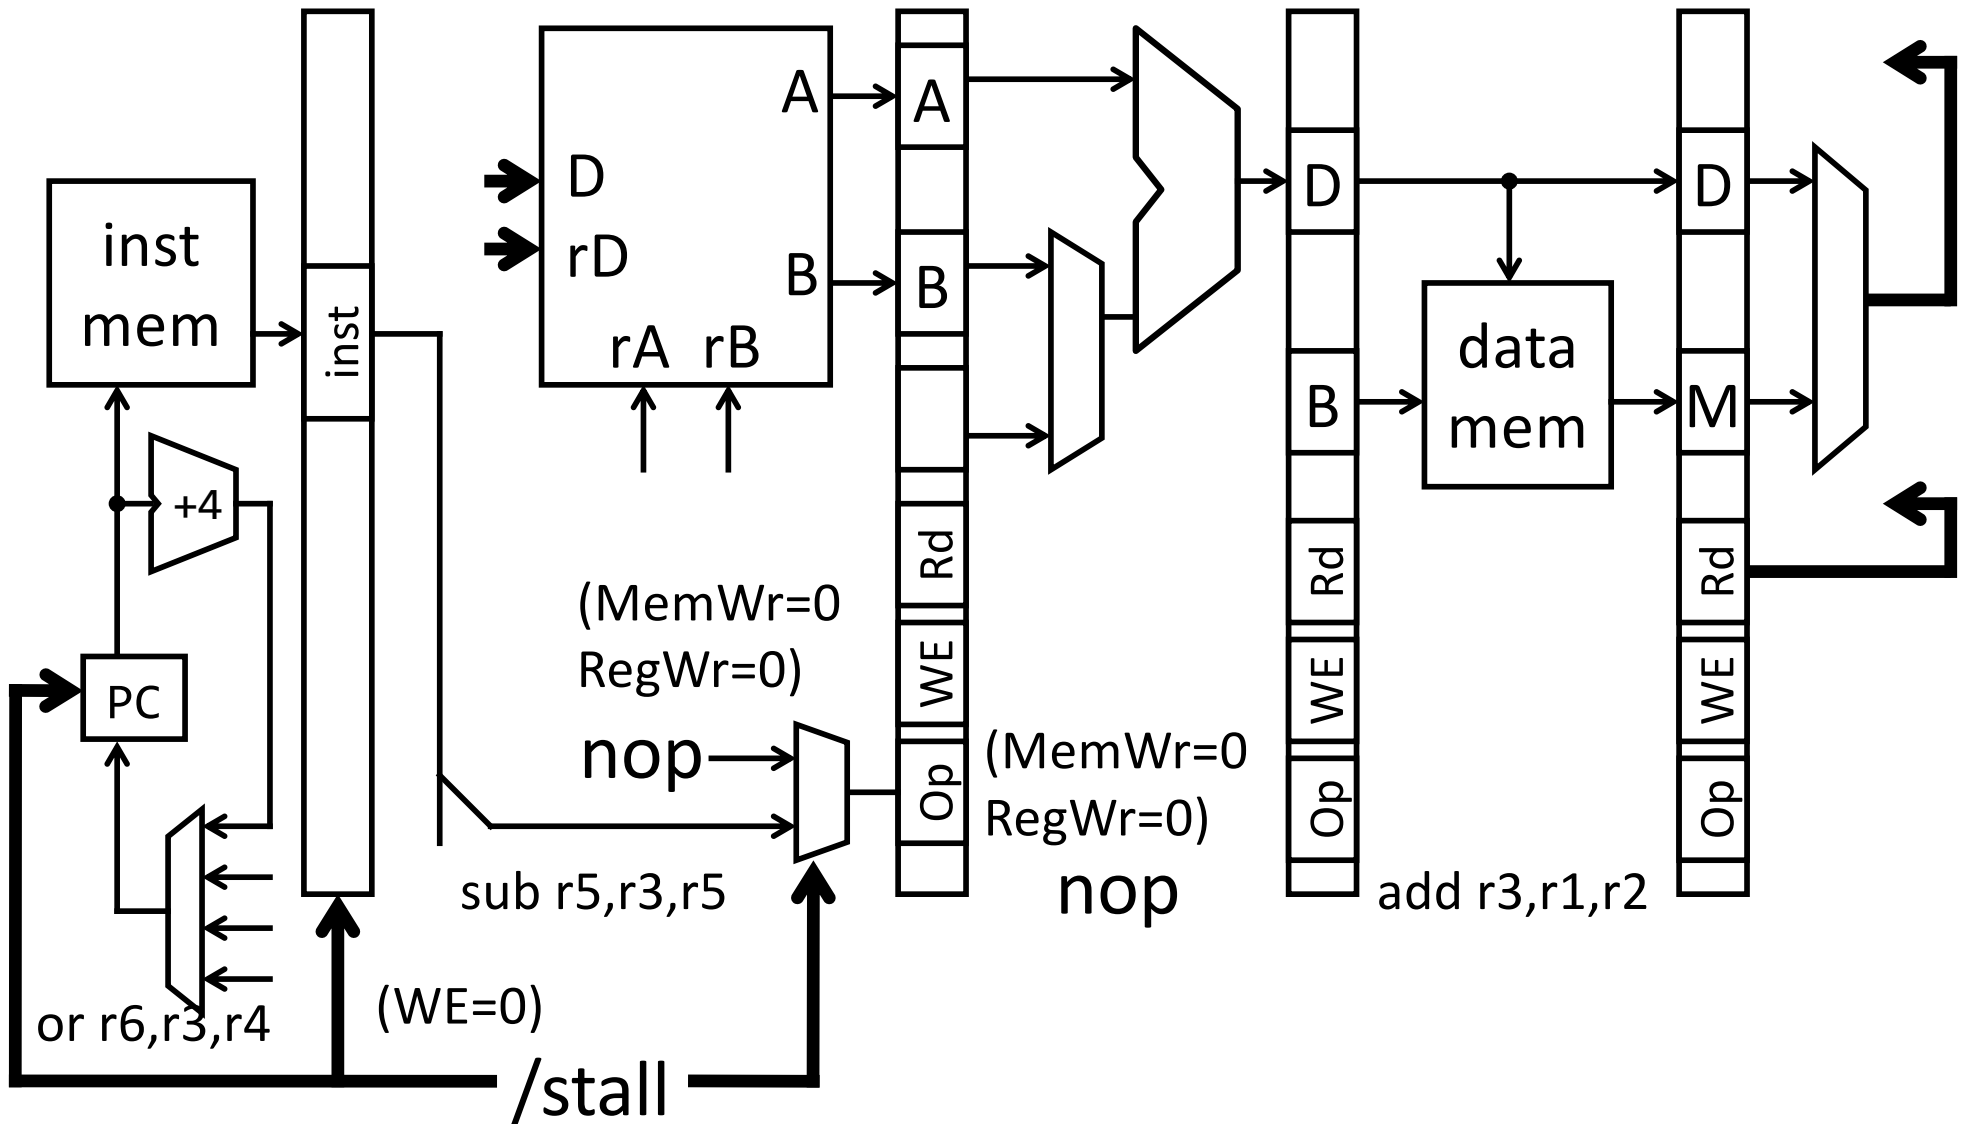 inst
mem
+4
PC
or r6,r3,r4
inst
D
rD
A
B
rA rB
(MemWr=0
RegWr=0)
nop
sub r5,r3,r5
(WE=0)
/stall
A
B
Rd
WE
Op
(MemWr=0
RegWr=0)
nop
D
B
Rd
WE
Op
data
mem
add r3,r1,r2
D
M
Rd
WE
Op